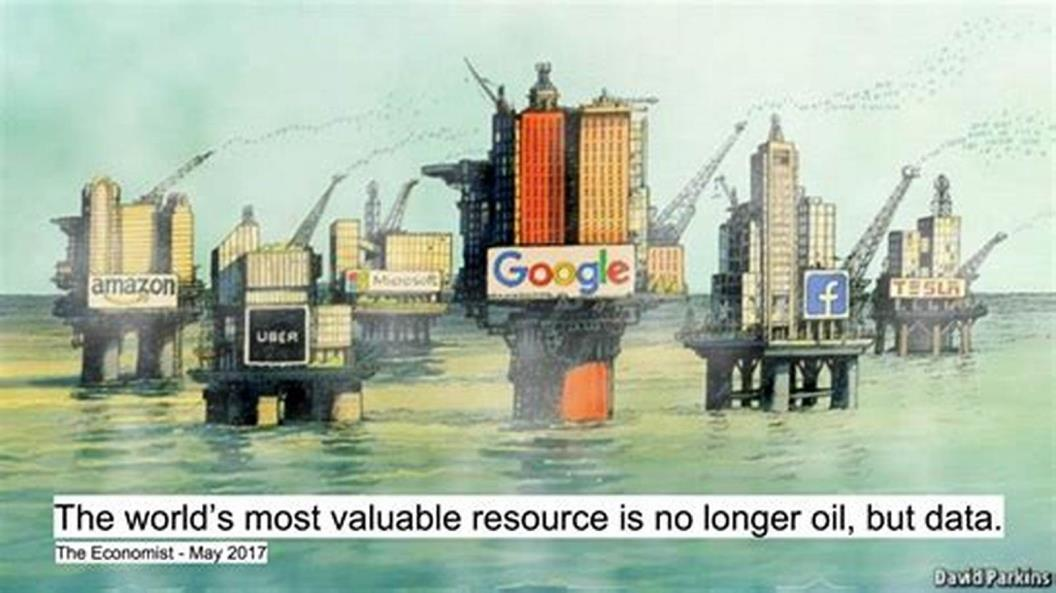 Google
amazon
Microsoft
f
TESLA
UBER
The world's most valuable resource is no longer oil, but data.
The Economist - May 2017
David Parkins